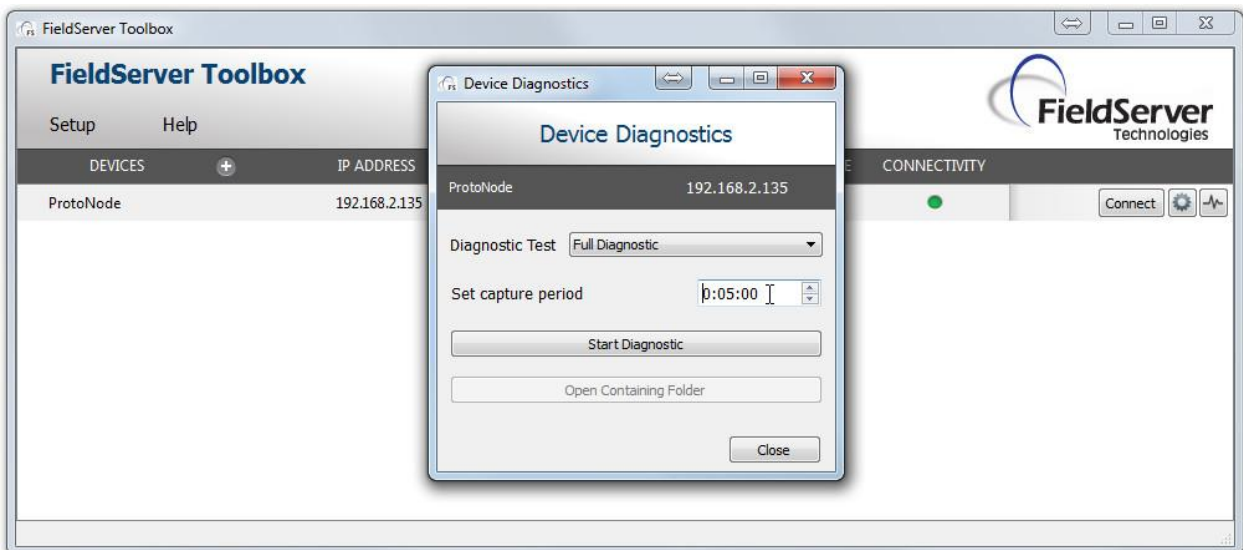 FieldServer Toolbox
FieldServer Toolbox
Setup Help
FieldServer
Technologies
DEVICES IP ADDRESS E CONNECTIVITY
ProtoNode 192.168.2.135 Connect
FS Device Diagnostics
Device Diagnostics
ProtoNode 192.168.2.135
Diagnostic Test Full Diagnostic
Set capture period 0:05:00
Start Diagnostic
Open Containing Folder
Close